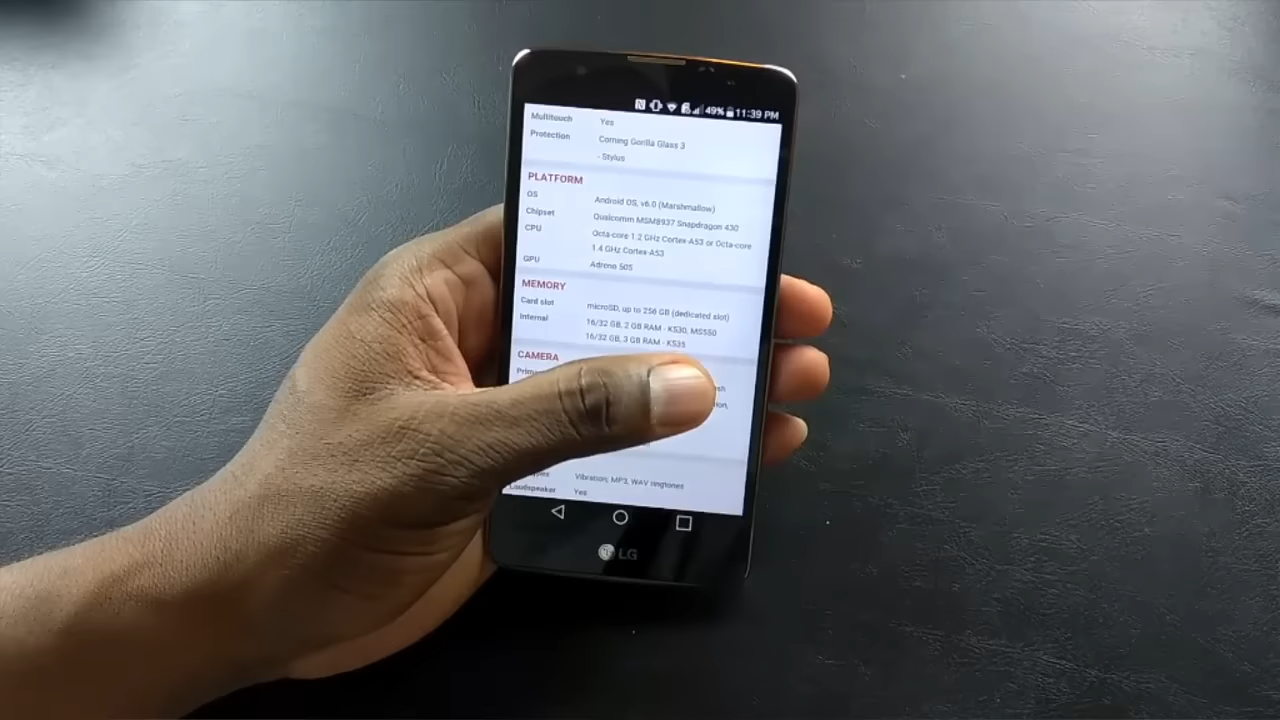 49% 11:39 PM
Multitouch Yes
Protection Corning Gorilla Glass 3
- Stylus
PLATFORM
OS Android OS, v6.0 (Marshmallow)
Chipset Qualcomm MSM8937 Snapdragon 430
CPU Octa-core 1.2 GHz Cortex-A53 or Octa-core
1.4 GHz Cortex-A53
GPU Adreno 505
MEMORY
Card slot microSD, up to 256 GB (dedicated slot)
Internal 16/32 GB, 2 GB RAM - K530, MS550
16/32 GB, 3 GB RAM - K535
CAMERA
Vibration; MP3, WAV ringtones
Loudspeaker Yes
LG